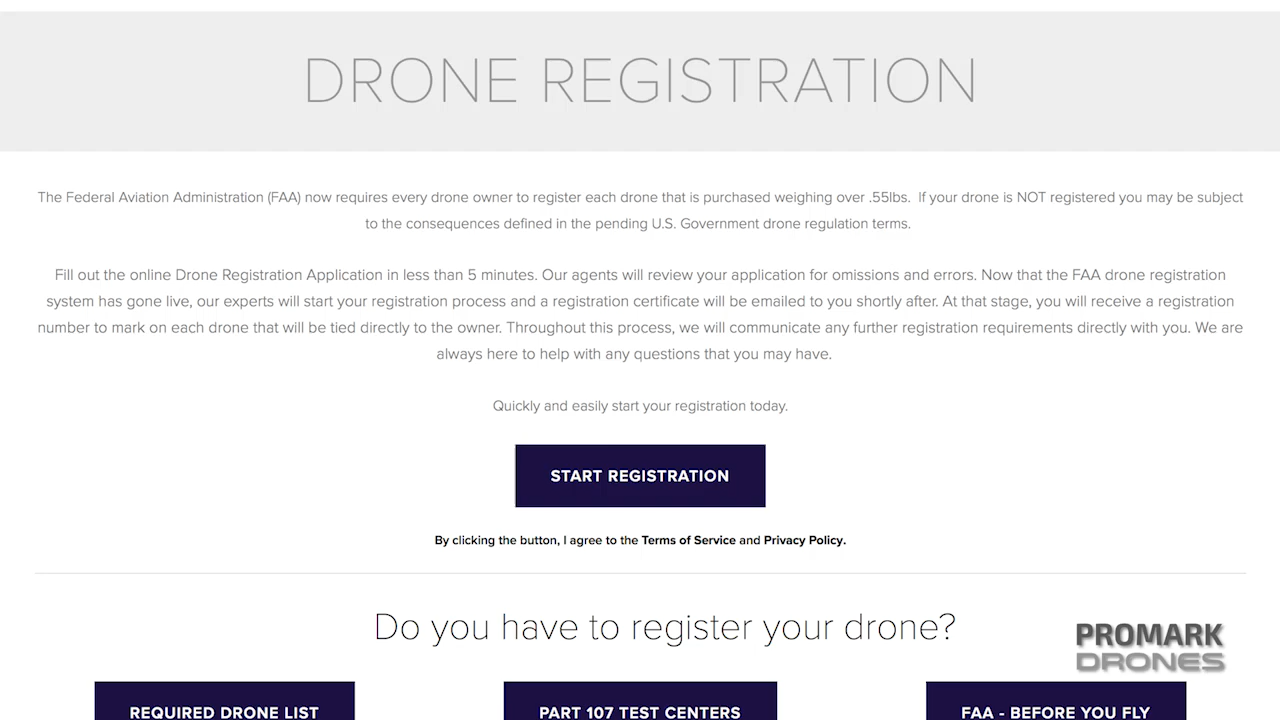 DRONE REGISTRATION
The Federal Aviation Administration (FAA) now requires every drone owner to register each drone that is purchased weighing over .55lbs.  If your drone is NOT registered you may be subject
to the consequences defined in the pending U.S. Government drone regulation terms.
Fill out the online Drone Registration Application in less than 5 minutes. Our agents will review your application for omissions and errors. Now that the FAA drone registration
system has gone live, our experts will start your registration process and a registration certificate will be emailed to you shortly after. At that stage, you will receive a registration
number to mark on each drone that will be tied directly to the owner. Throughout this process, we will communicate any further registration requirements directly with you. We are
always here to help with any questions that you may have.
Quickly and easily start your registration today.
START REGISTRATION
By clicking the button, I agree to the Terms of Service and Privacy Policy.
Do you have to register your drone?
PROMARK
DRONES
REQUIRED DRONE LIST
PART 107 TEST CENTERS
FAA - BEFORE YOU FLY